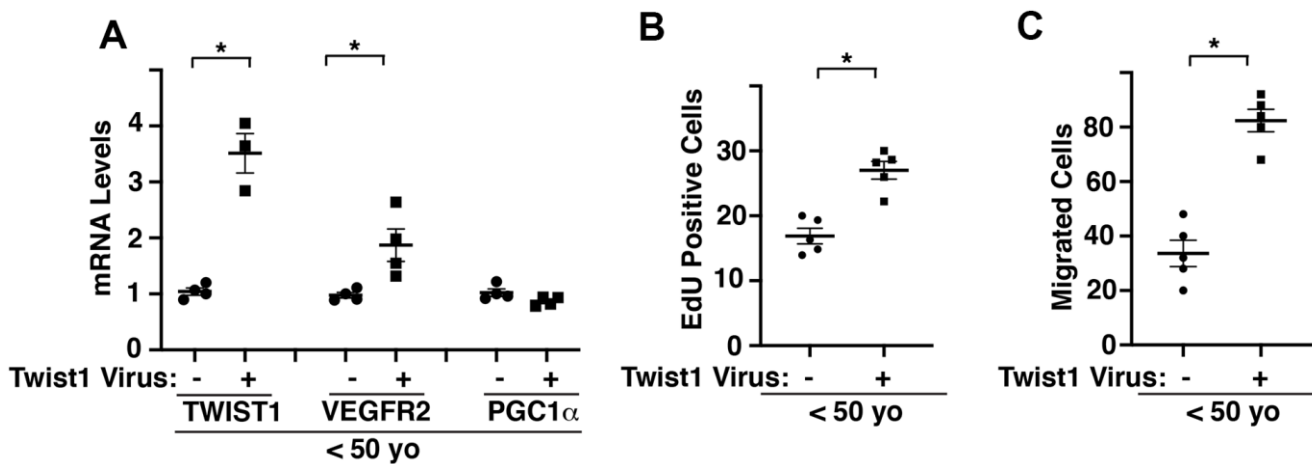 A
*
*
mRNA Levels
5
4
3
2
1
0
Twist1 Virus: - + - + - +
TWIST1 VEGFR2 PGC1α
< 50 yo
B
*
EdU Positive Cells
30
20
10
0
Twist1 Virus: - +
< 50 yo
C
*
Migrated Cells
80
60
40
20
0
Twist1 Virus: - +
< 50 yo